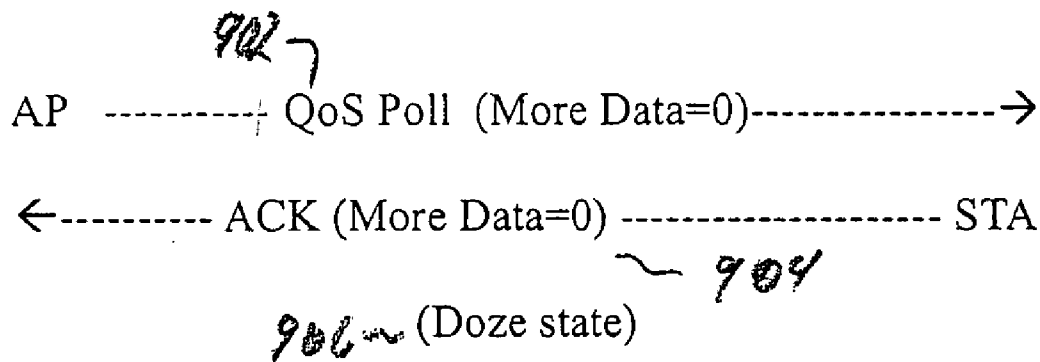 902
AP ----------- QoS Poll (More Data=0)----------------→
←---------- ACK (More Data=0) --------------------- STA
904
906 (Doze state)